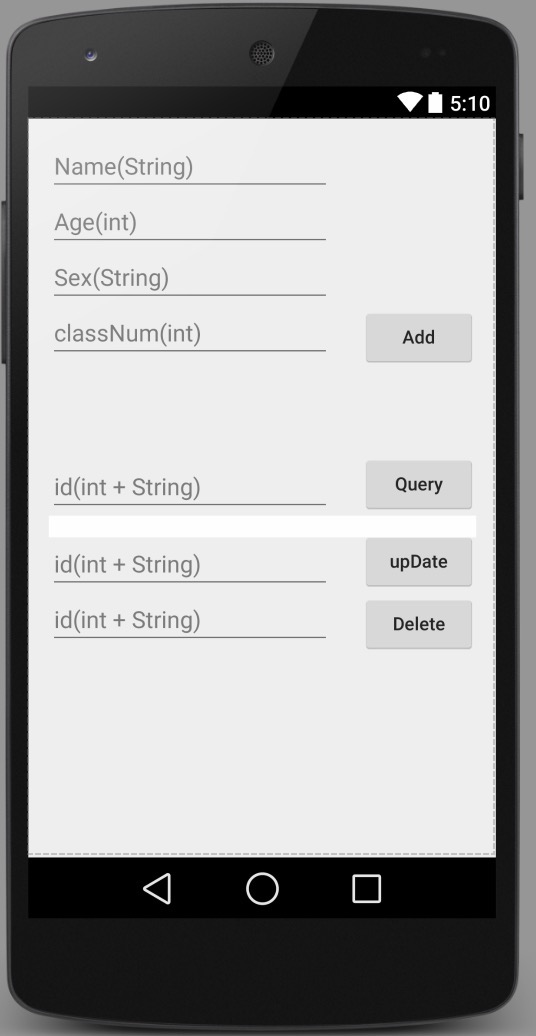 5:10
Name(String)
Age(int)
Sex(String)
classNum(int)
Add
id(int + String)
Query
id(int + String)
upDate
id(int + String)
Delete